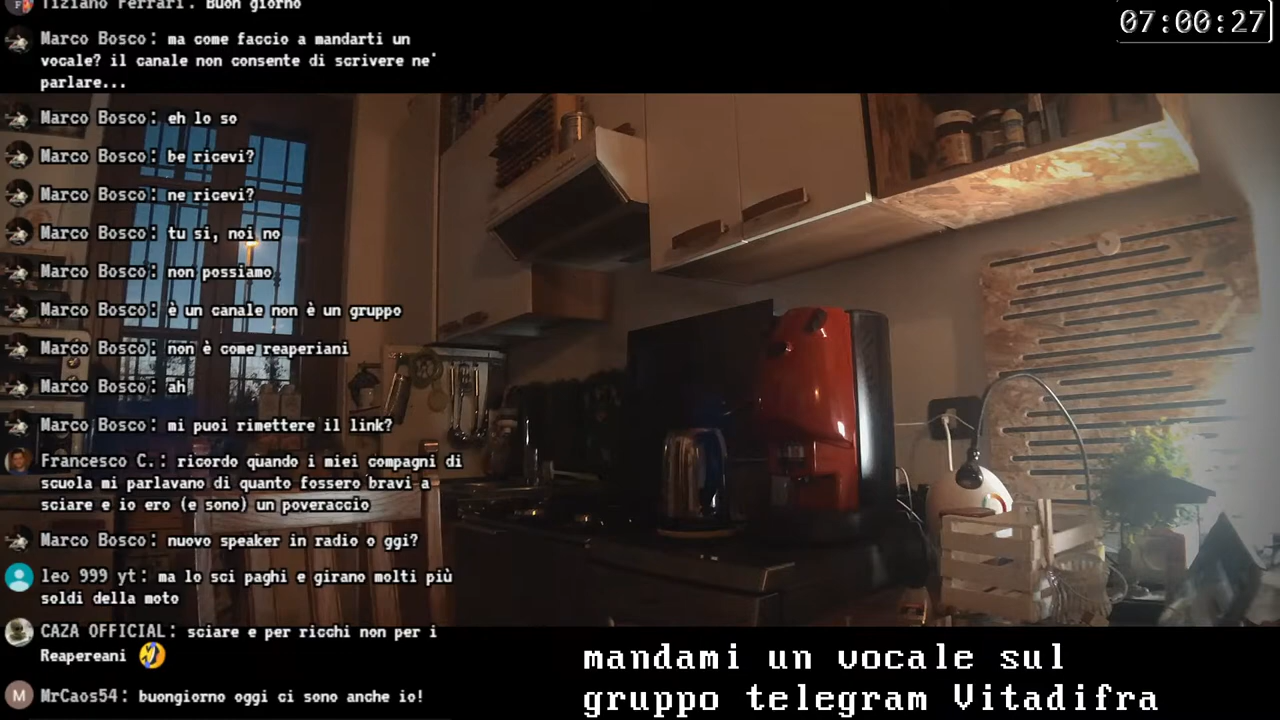 Tiziano Ferrari: Buon giorno
07:00:27
Marco Bosco: ma come faccio a mandarti un
vocale? il canale non consente di scrivere ne'
parlare...
Marco Bosco: eh lo so
Marco Bosco: be ricevi?
Marco Bosco: ne ricevi?
Marco Bosco: tu si, noi no
Marco Bosco: non possiamo
Marco Bosco: è un canale non è un gruppo
Marco Bosco: non è come reaperiani
Marco Bosco: ah
Marco Bosco: mi puoi rimettere il link?
Francesco C.: ricordo quando i miei compagni di
scuola mi parlavano di quanto fossero bravi a
sciare e io ero (e sono) un poveraccio
Marco Bosco: nuovo speaker in radio o ggi?
leo 999 yt: ma lo sci paghi e girano molti più
soldi della moto
CAZA OFFICIAL: sciare e per ricchi non per i
Reapereani 🤣
M MrCaos54: buongiorno oggi ci sono anche io!
mandami un vocale sul
gruppo telegram Vitadifra